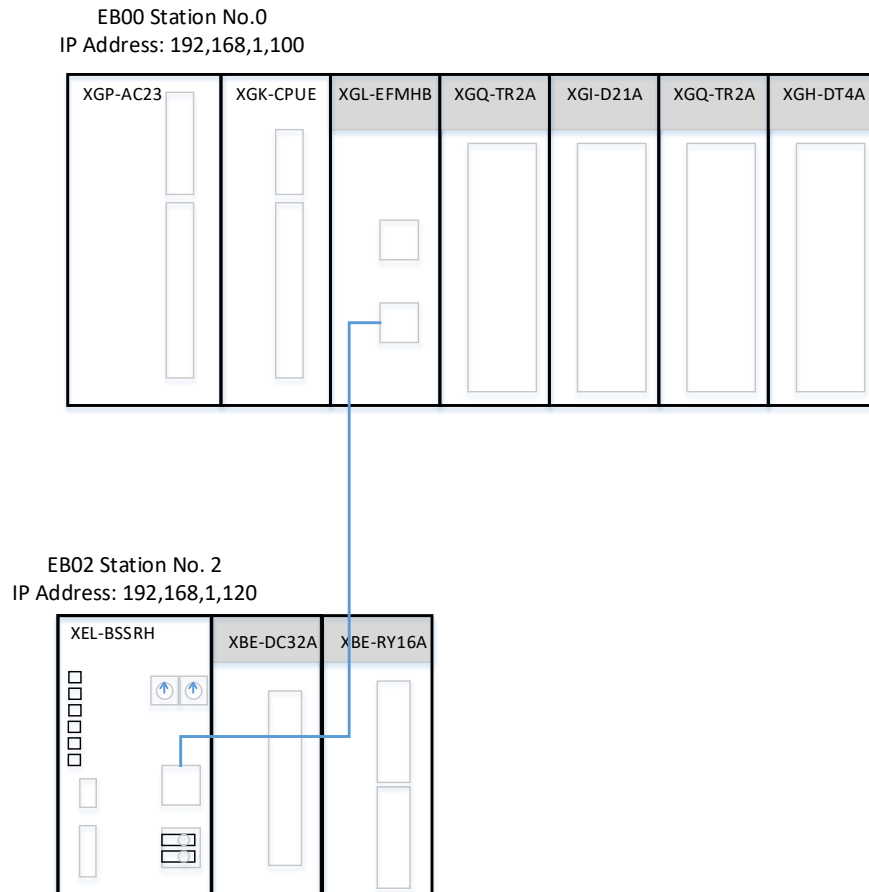 EB00 Station No.0
IP Address: 192,168,1,100
XGP-AC23 XGK-CPUE XGL-EFMHB XGQ-TR2A XGI-D21A XGQ-TR2A XGH-DT4A
EB02 Station No. 2
IP Address: 192,168,1,120
XEL-BSSRH XBE-DC32A XBE-RY16A